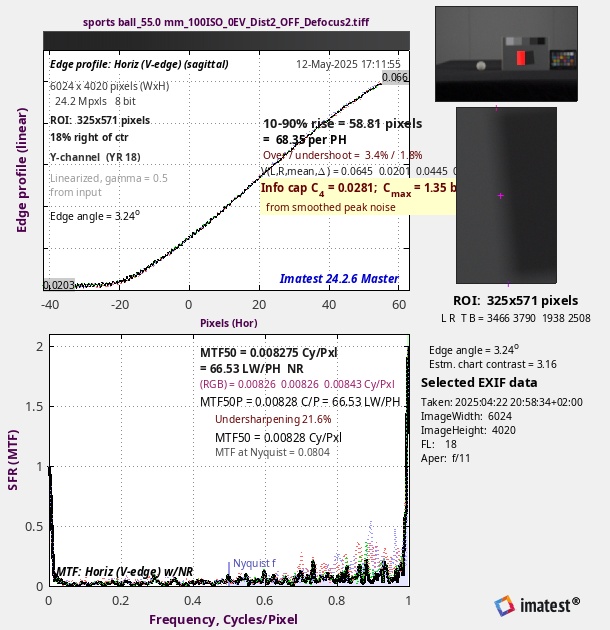 sports ball_55.0 mm_100ISO_0EV_Dist2_OFF_Defocus2.tiff
Edge profile: Horiz (V-edge) (sagittal)
12-May-2025 17:11:55
0.066
6024 x 4020 pixels (WxH)
24.2 Mpxls 8 bit
ROI: 325x571 pixels
18% right of ctr
Y-channel (YR 18)
Linearized, gamma = 0.5
from input
Edge angle = 3.24⁰
10-90% rise = 58.81 pixels
= 68.35 per PH
Over / undershoot = 3.4% / 1.8%
V(L,R,mean,Δ) = 0.0645 0.0201 0.0445 0
Info cap C4 = 0.0281; Cmax = 1.35 b
from smoothed peak noise
0.0203
Imatest 24.2.6 Master
Edge profile (linear)
-40 -20 0 20 40 60
Pixels (Hor)
ROI: 325x571 pixels
L R T B = 3466 3790 1938 2508
Edge angle = 3.24⁰
Estm. chart contrast = 3.16
Selected EXIF data
Taken: 2025:04:22 20:58:34+02:00
ImageWidth: 6024
ImageHeight: 4020
FL: 18
Aper: f/11
MTF50 = 0.008275 Cy/Pxl
= 66.53 LW/PH NR
(RGB) = 0.00826 0.00826 0.00843 Cy/Pxl
MTF50P = 0.00828 C/P = 66.53 LW/PH
Undersharpening 21.6%
MTF50 = 0.00828 Cy/Pxl
MTF at Nyquist = 0.0804
Nyquist f
MTF: Horiz (V-edge) w/NR
SFR (MTF)
2
1.5
1
0.5
0
0 0.2 0.4 0.6 0.8 1
Frequency, Cycles/Pixel
imatest®